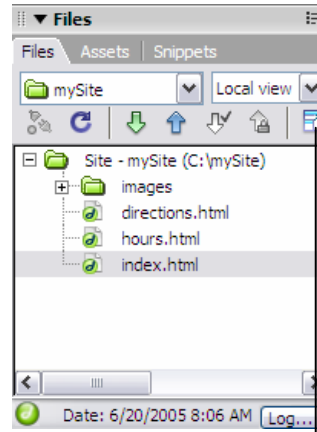 Files
Files Assets Snippets
mySite Local view
Site - mySite (C:\mySite)
images
directions.html
hours.html
index.html
Date: 6/20/2005 8:06 AM Log...